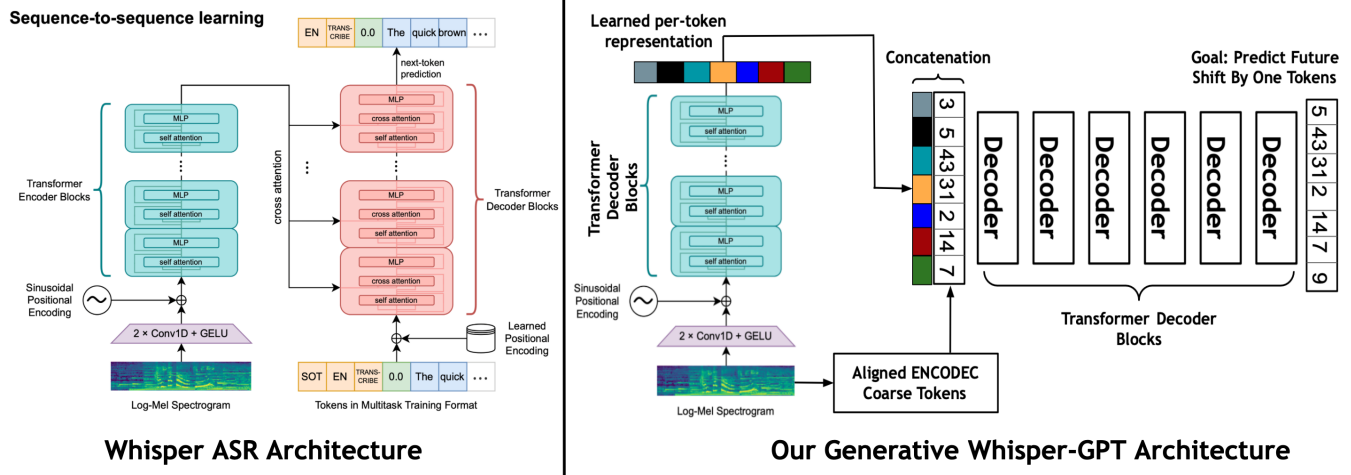 Sequence-to-sequence learning
EN TRANS-CRIBE 0.0 The quick brown ...
next-token
prediction
MLP
self attention
...
MLP
self attention
MLP
self attention
Transformer
Encoder Blocks
cross attention
...
MLP
cross attention
self attention
...
MLP
cross attention
self attention
MLP
cross attention
self attention
Transformer
Decoder Blocks
Sinusoidal
Positional
Encoding
2 × Conv1D + GELU
Log-Mel Spectrogram
Learned
Positional
Encoding
SOT EN TRANS-CRIBE 0.0 The quick ...
Tokens in Multitask Training Format
Whisper ASR Architecture
Learned per-token
representation
MLP
self attention
...
MLP
self attention
MLP
self attention
Transformer
Decoder
Blocks
Sinusoidal
Positional
Encoding
2 × Conv1D + GELU
Log-Mel Spectrogram
Aligned ENCODEC
Coarse Tokens
Concatenation
3
5
43
31
2
14
7
Decoder
Decoder
Decoder
Decoder
Decoder
Decoder
Transformer Decoder
Blocks
Goal: Predict Future
Shift By One Tokens
5
43
31
2
14
7
9
Our Generative Whisper-GPT Architecture